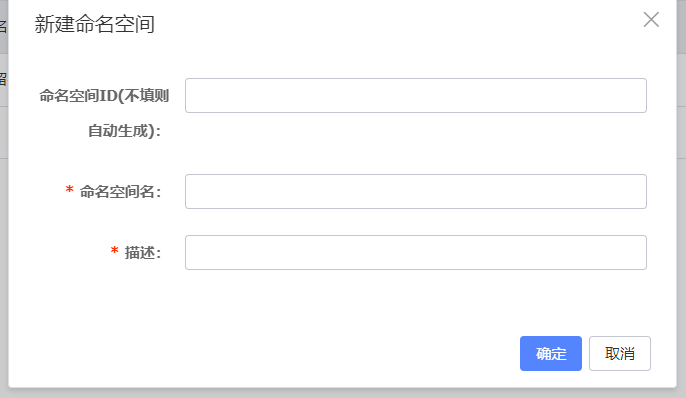 新建命名空间
名
留
命名空间ID(不填则
自动生成):
* 命名空间名:
* 描述:
确定
取消